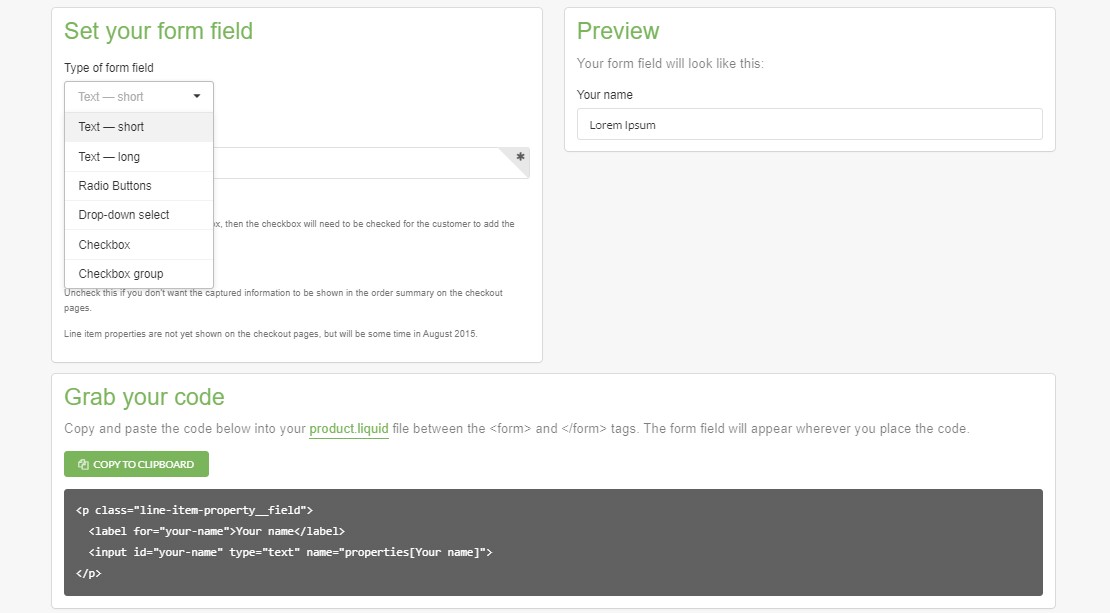 Set your form field
Type of form field
Text — short
Text — short
Text — long
Radio Buttons
Drop-down select
Checkbox
Checkbox group
✱
, then the checkbox will need to be checked for the customer to add the
Uncheck this if you don't want the captured information to be shown in the order summary on the checkout
pages.
Line item properties are not yet shown on the checkout pages, but will be some time in August 2015.
Preview
Your form field will look like this:
Your name
Lorem Ipsum
Grab your code
Copy and paste the code below into your product.liquid file between the <form> and </form> tags. The form field will appear wherever you place the code.
COPY TO CLIPBOARD
<p class="line-item-property__field">
<label for="your-name">Your name</label>
<input id="your-name" type="text" name="properties[Your name]">
</p>